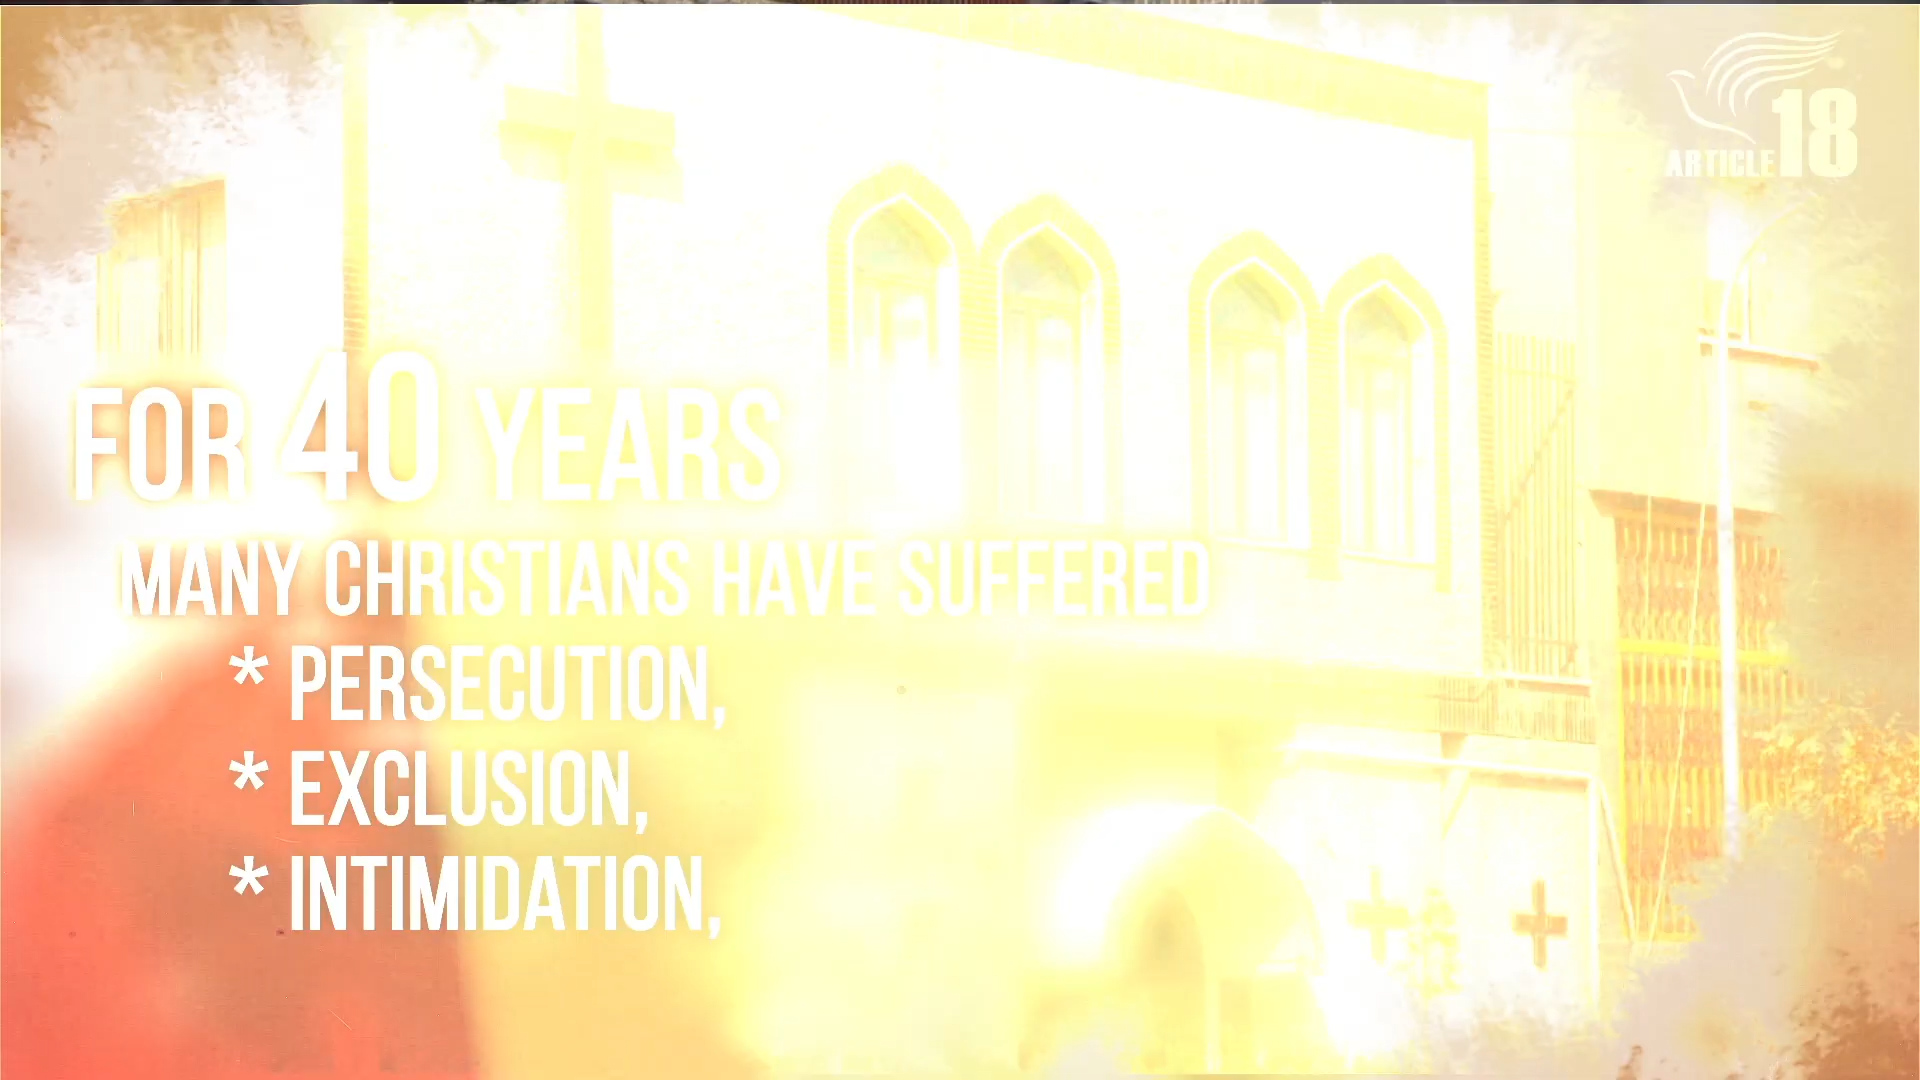 ARTICLE 18
FOR 40 YEARS
MANY CHRISTIANS HAVE SUFFERED
* PERSECUTION,
* EXCLUSION,
* INTIMIDATION,